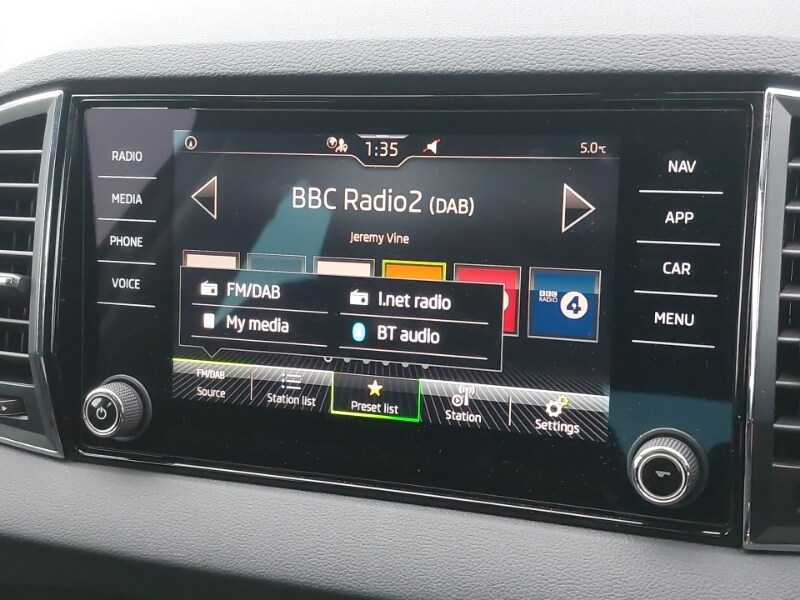 RADIO
MEDIA
PHONE
VOICE
1:35
5.0°C
BBC Radio2 (DAB)
Jeremy Vine
BBC
RADIO
4
FM/DAB
I.net radio
My media
BT audio
FM/DAB
Source
Station list
Preset list
Station
Settings
NAV
APP
CAR
MENU